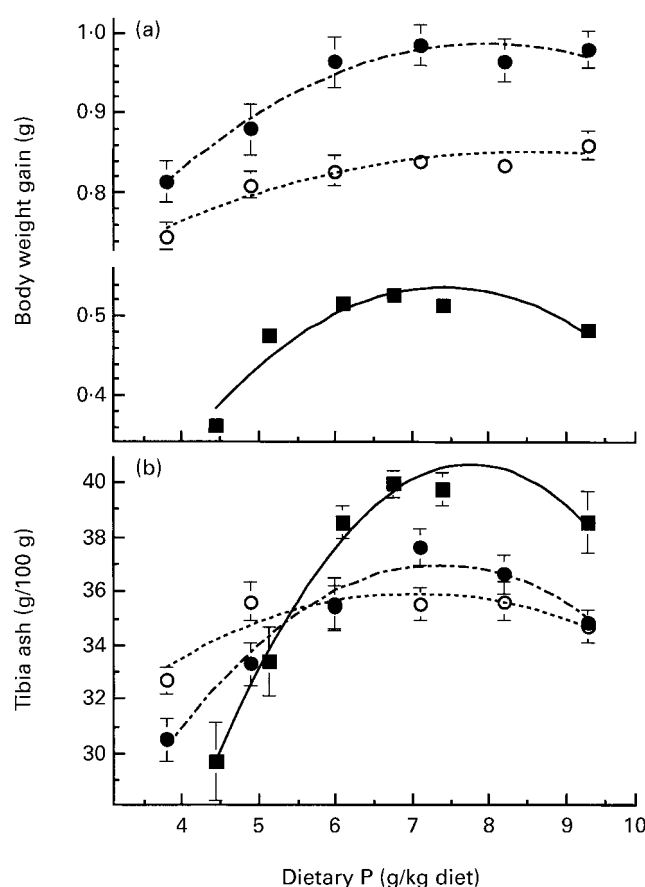 (a)
1·0
0·9
0·8
0·5
0·4
Body weight gain (g)
(b)
40
38
36
34
32
30
Tibia ash (g/100 g)
4 5 6 7 8 9 10
Dietary P (g/kg diet)